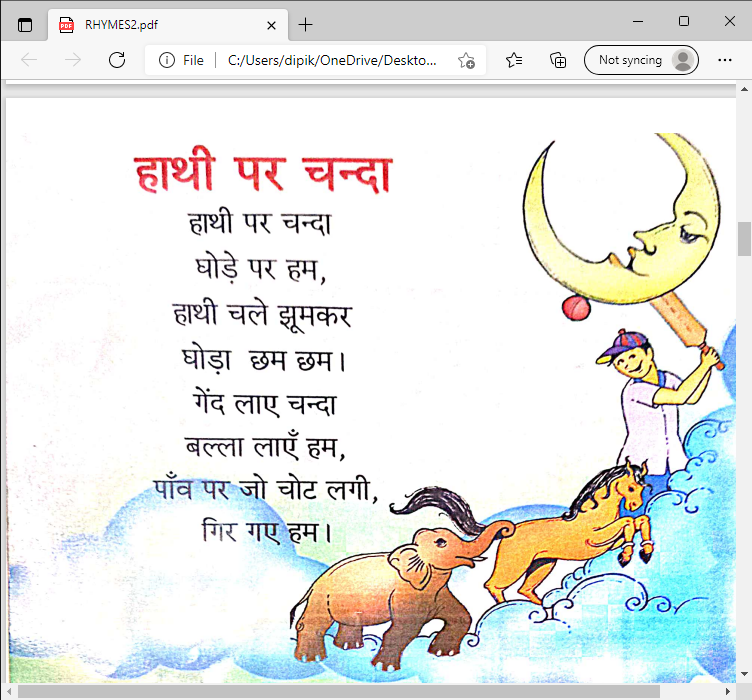 RHYMES2.pdf
File
C:/Users/dipik/OneDrive/Deskto...
Not syncing
हाथी पर चन्दा
हाथी पर चन्दा
घोड़े पर हम,
हाथी चले झूमकर
घोड़ा छम छम।
गेंद लाए चन्दा
बल्ला लाएँ हम,
पाँव पर जो चोट लगी,
गिर गए हम।